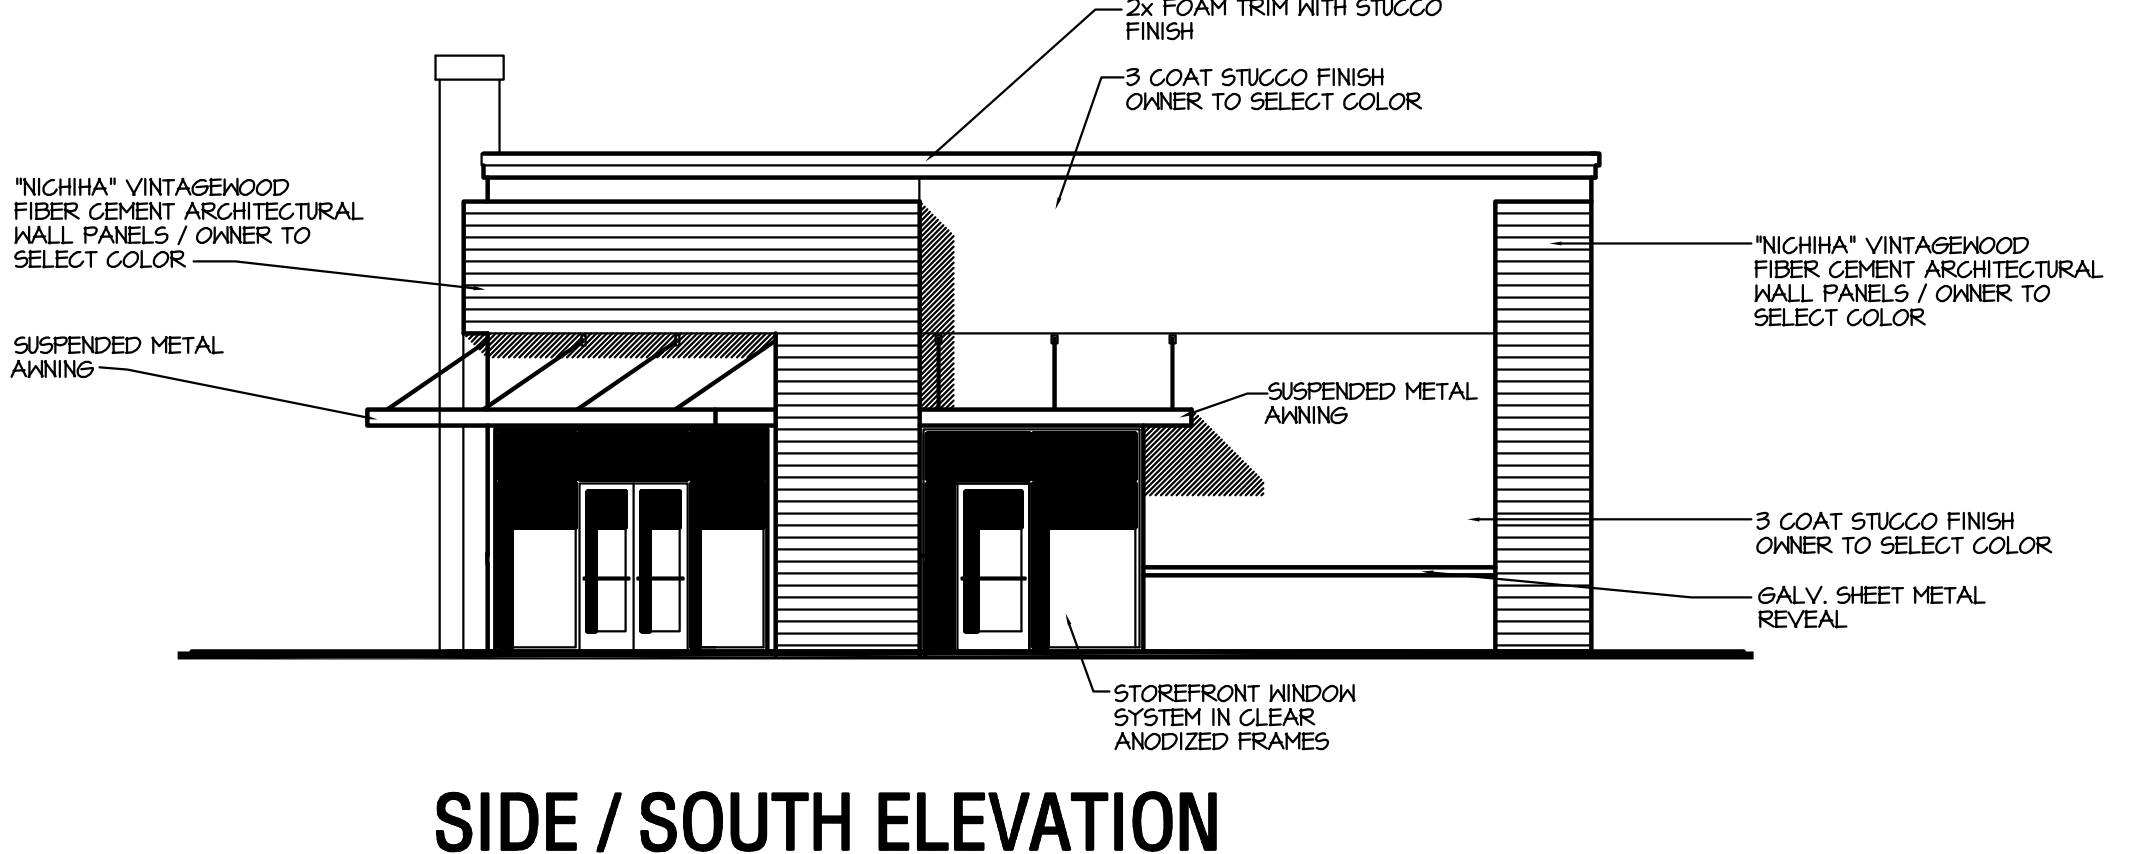 2x FOAM TRIM WITH STUCCO
FINISH
3 COAT STUCCO FINISH
OWNER TO SELECT COLOR
"NICHIHA" VINTAGEWOOD
FIBER CEMENT ARCHITECTURAL
WALL PANELS / OWNER TO
SELECT COLOR
"NICHIHA" VINTAGEWOOD
FIBER CEMENT ARCHITECTURAL
WALL PANELS / OWNER TO
SELECT COLOR
SUSPENDED METAL
AWNING
SUSPENDED METAL
AWNING
3 COAT STUCCO FINISH
OWNER TO SELECT COLOR
GALV. SHEET METAL
REVEAL
STOREFRONT WINDOW
SYSTEM IN CLEAR
ANODIZED FRAMES
SIDE / SOUTH ELEVATION